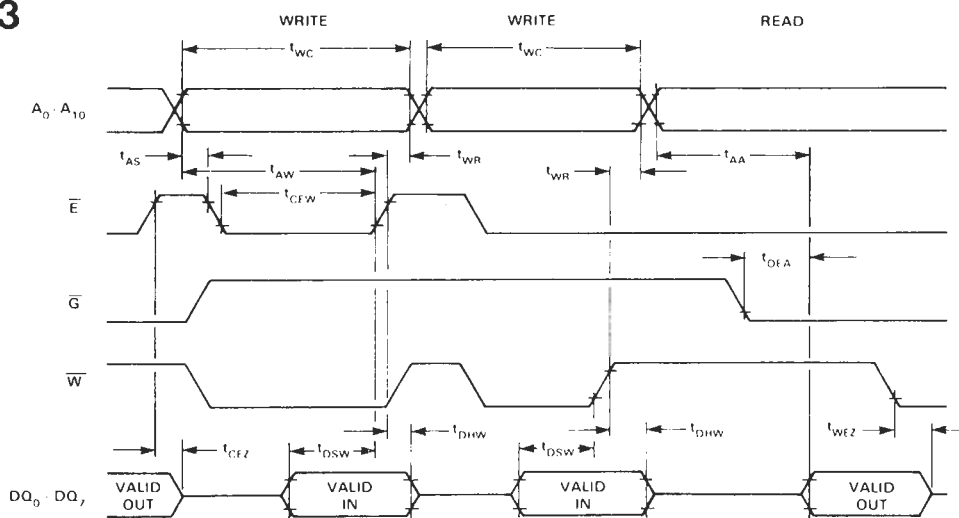 3
WRITE WRITE READ
tWC tWC
A0 - A10
tAS tAW tWR tWR tAA
tCEW
E
tOEA
G
W
tCEZ tDSW tDHW tDSW tDHW tWEZ
DQ0 - DQ7 VALID OUT VALID IN VALID IN VALID OUT